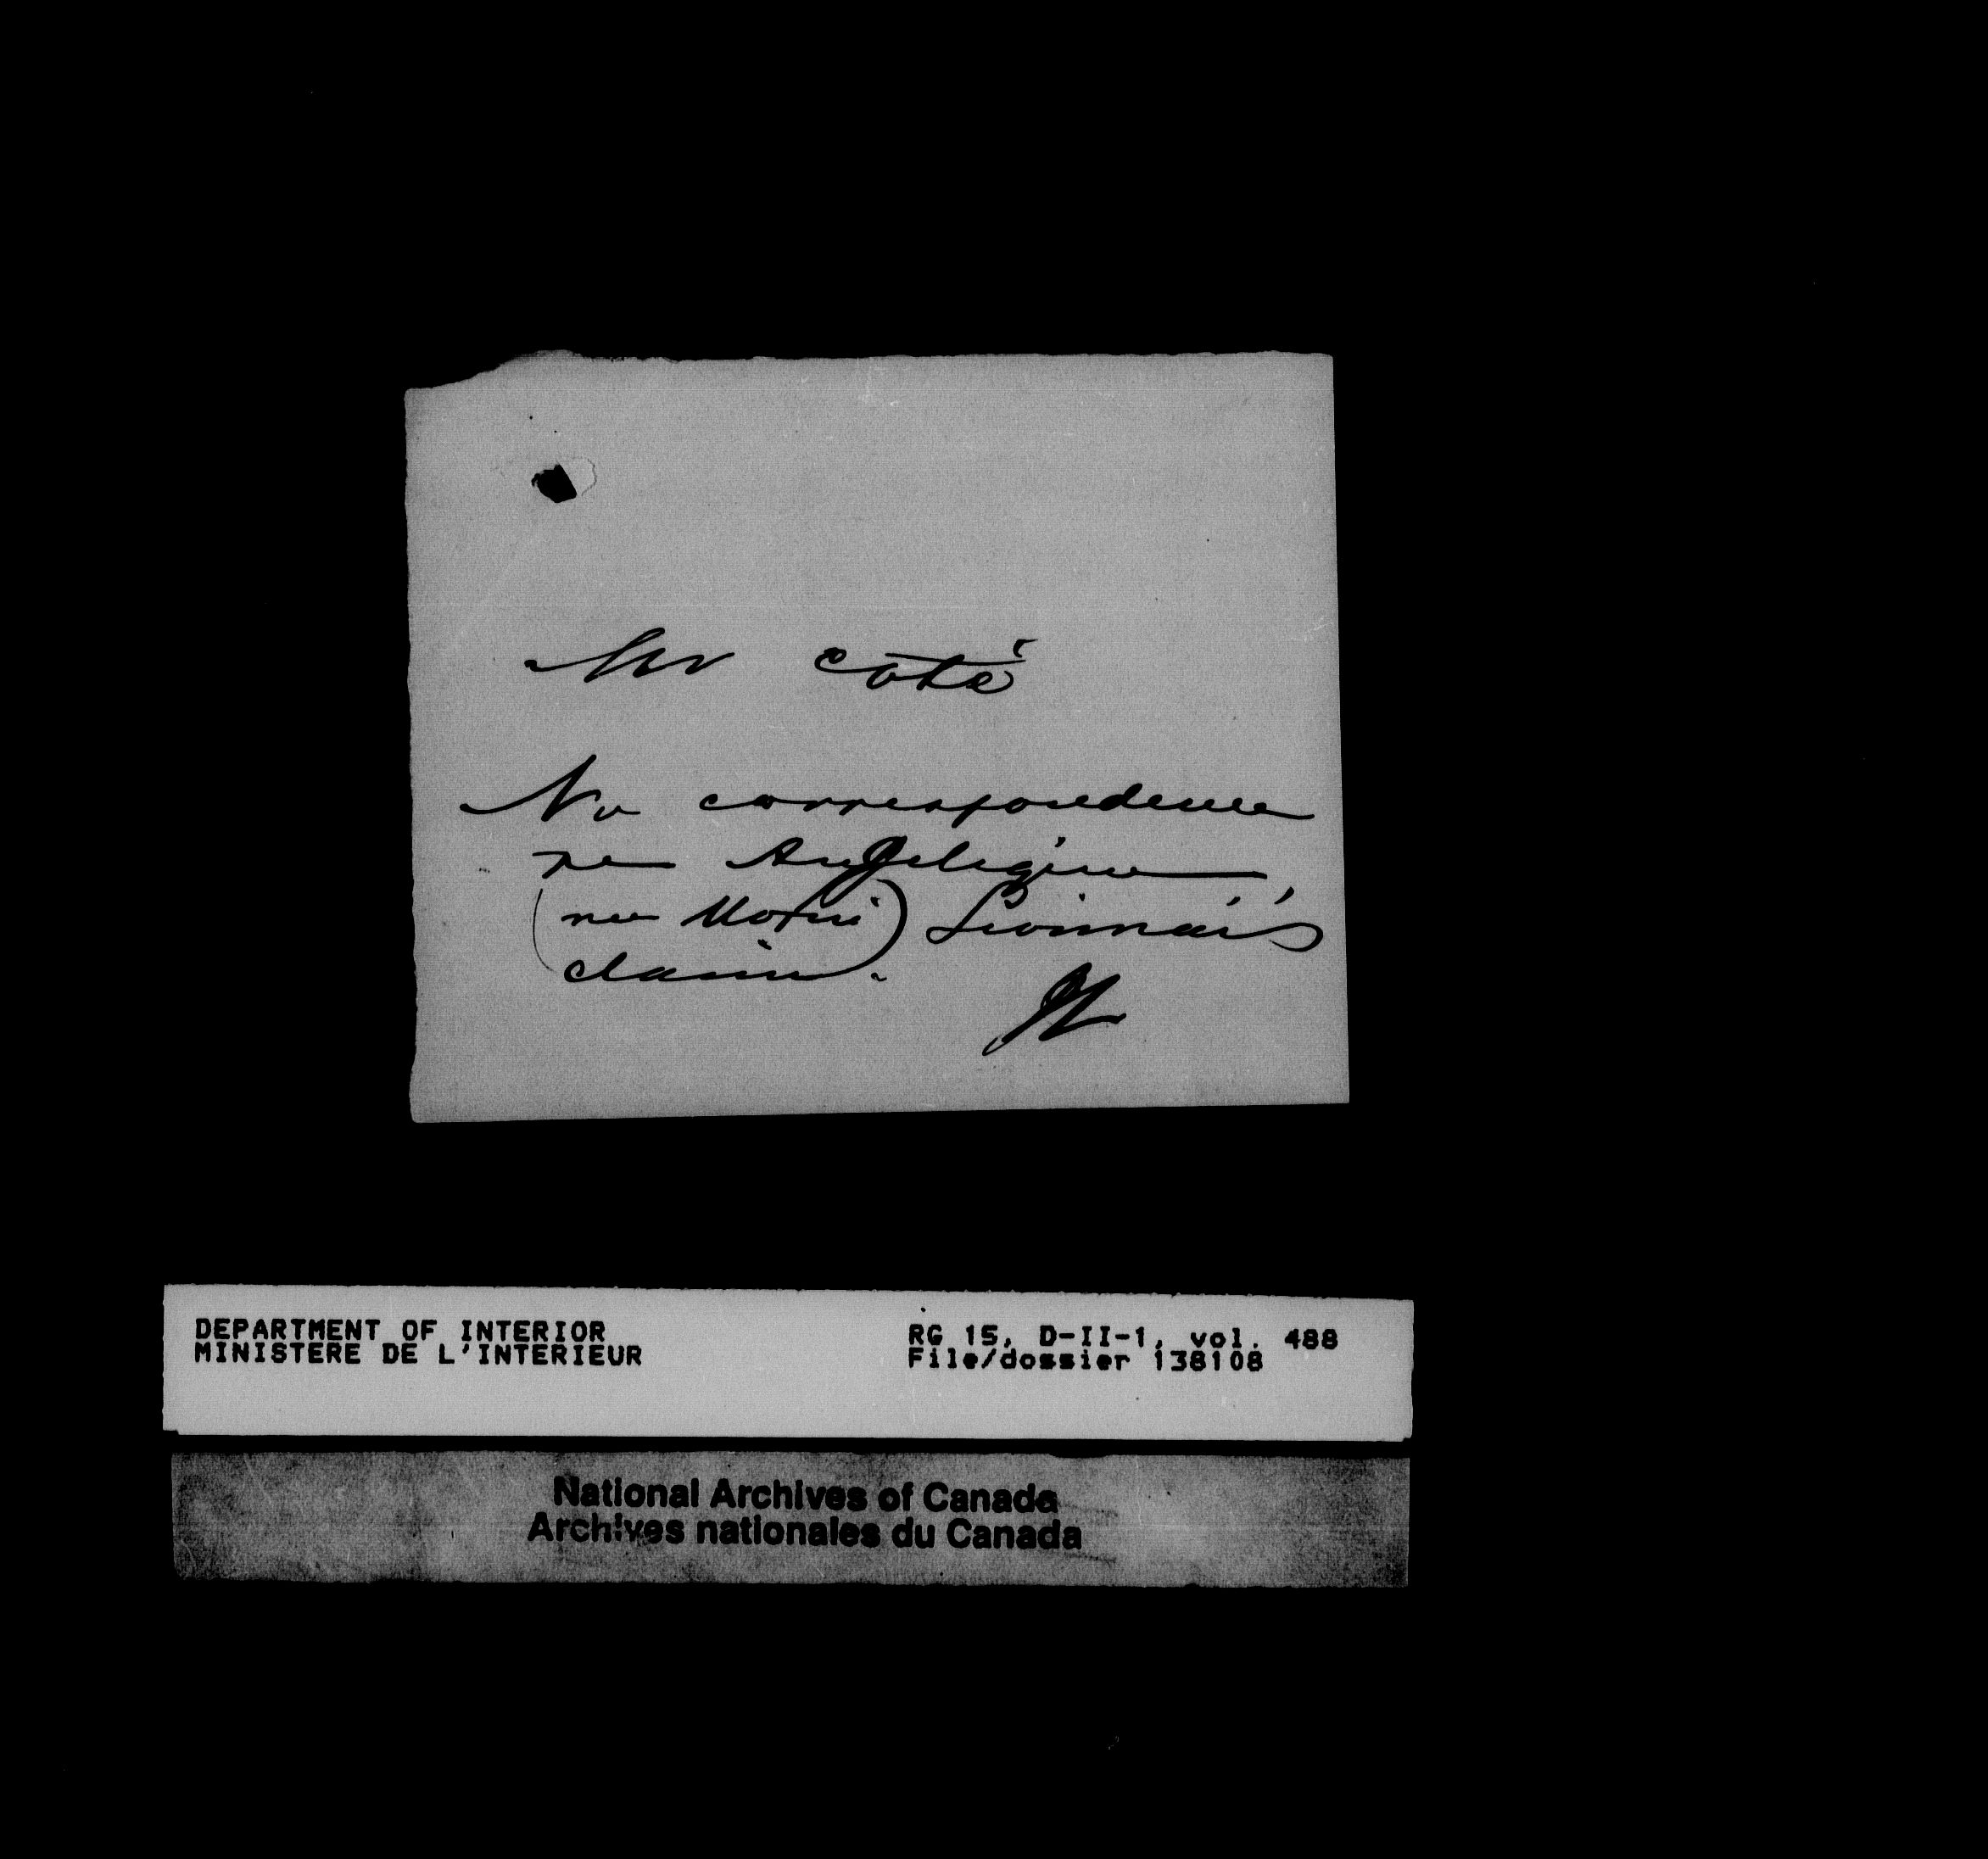 Mr Coté
No correspondence
re Angelique
(nee Morin) Lionnais
claim.
DEPARTMENT OF INTERIOR
MINISTERE DE L'INTERIEUR
RG 15, D-II-1, vol. 488
File/dossier 138108
National Archives of Canada
Archives nationales du Canada